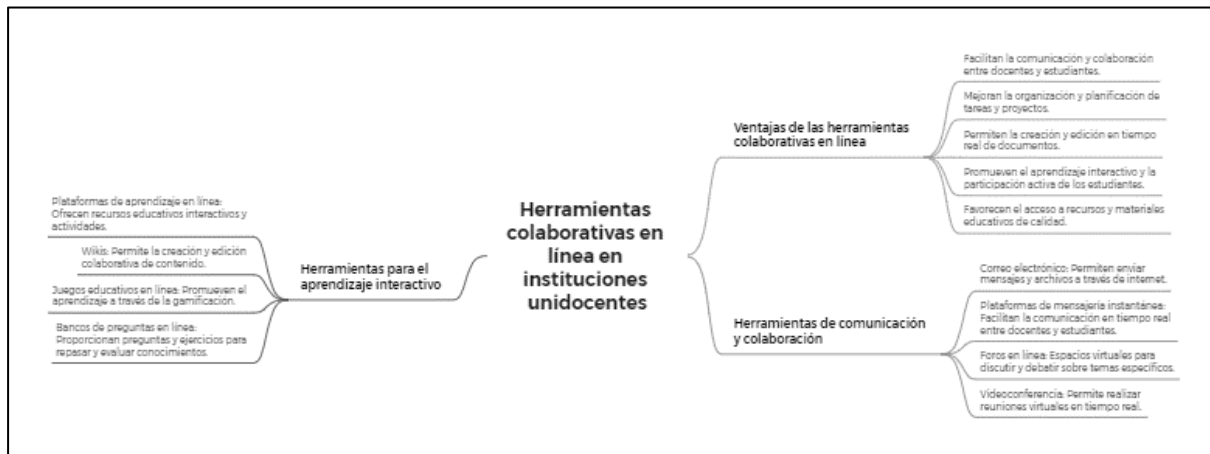 Herramientas
colaborativas en
línea en
instituciones
unidocentes
Ventajas de las herramientas
colaborativas en línea
Facilitan la comunicación y colaboración
entre docentes y estudiantes.
Mejoran la organización y planificación de
tareas y proyectos.
Permiten la creación y edición en tiempo
real de documentos.
Promueven el aprendizaje interactivo y la
participación activa de los estudiantes.
Favorecen el acceso a recursos y materiales
educativos de calidad.
Herramientas de comunicación
y colaboración
Correo electrónico: Permiten enviar
mensajes y archivos a través de internet.
Plataformas de mensajería instantánea:
Facilitan la comunicación en tiempo real
entre docentes y estudiantes.
Foros en línea: Espacios virtuales para
discutir y debatir sobre temas específicos.
Videoconferencia: Permite realizar
reuniones virtuales en tiempo real.
Herramientas para el
aprendizaje interactivo
Plataformas de aprendizaje en línea:
Ofrecen recursos educativos interactivos y
actividades.
Wikis: Permite la creación y edición
colaborativa de contenido.
Juegos educativos en línea: Promueven el
aprendizaje a través de la gamificación.
Bancos de preguntas en línea:
Proporcionan preguntas y ejercicios para
repasar y evaluar conocimientos.